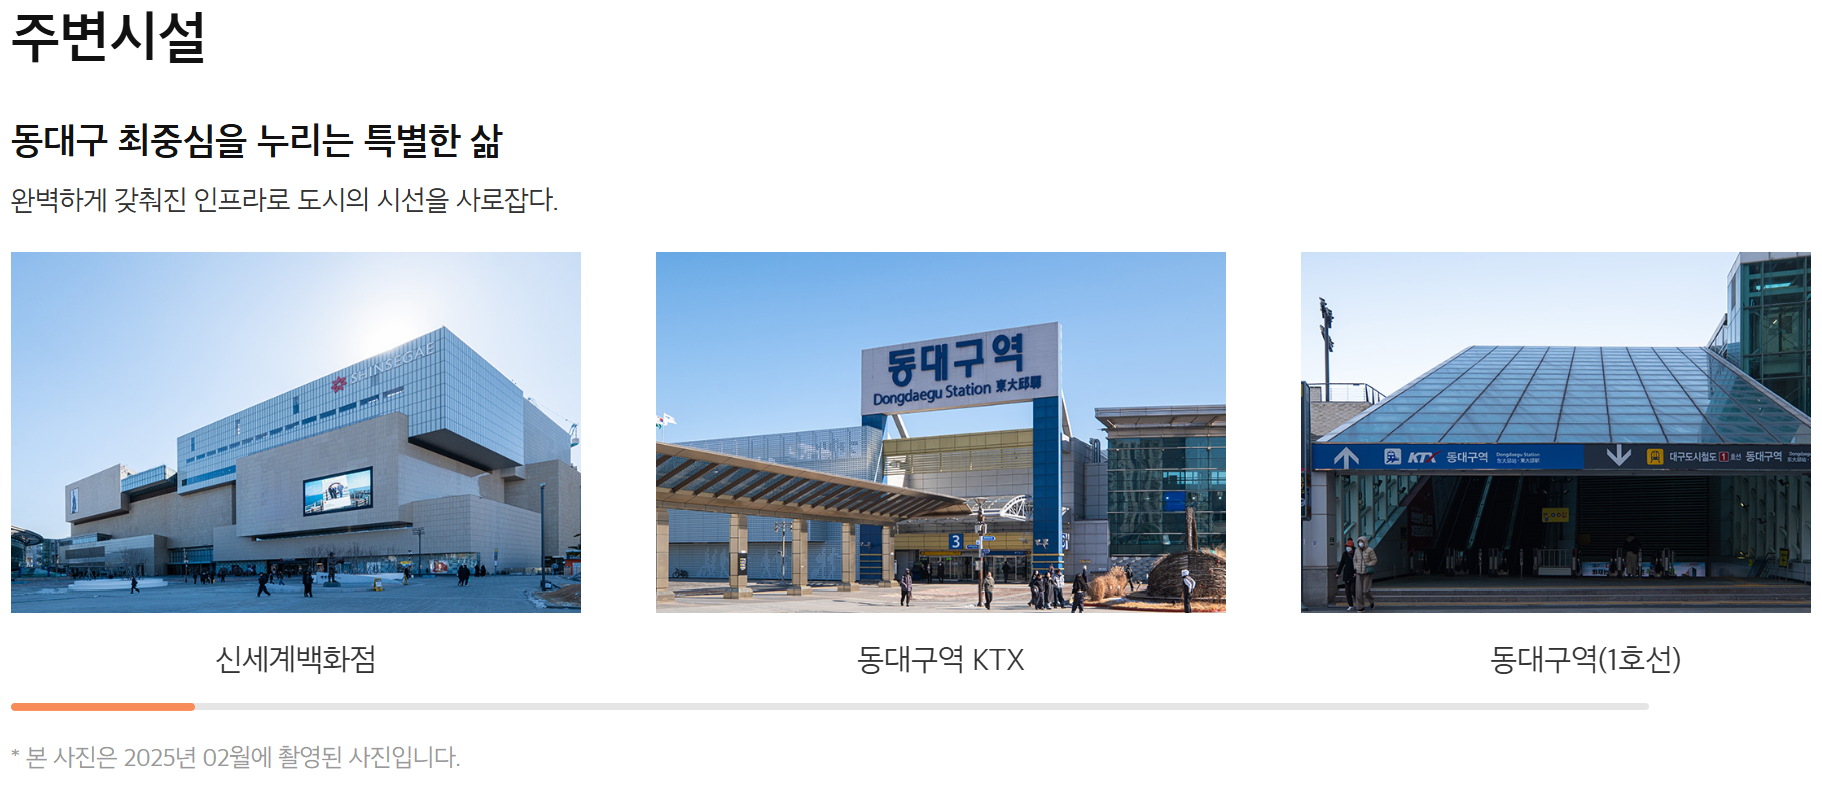 주변시설
동대구 최중심을 누리는 특별한 삶
완벽하게 갖춰진 인프라로 도시의 시선을 사로잡다.
SHINSEGAE
동대구역
Dongdaegu Station 東大邱驛
3
KTX 동대구역 Dongdaegu Station
대구도시철도 1 호선 동대구역
신세계백화점
동대구역 KTX
동대구역(1호선)
* 본 사진은 2025년 02월에 촬영된 사진입니다.